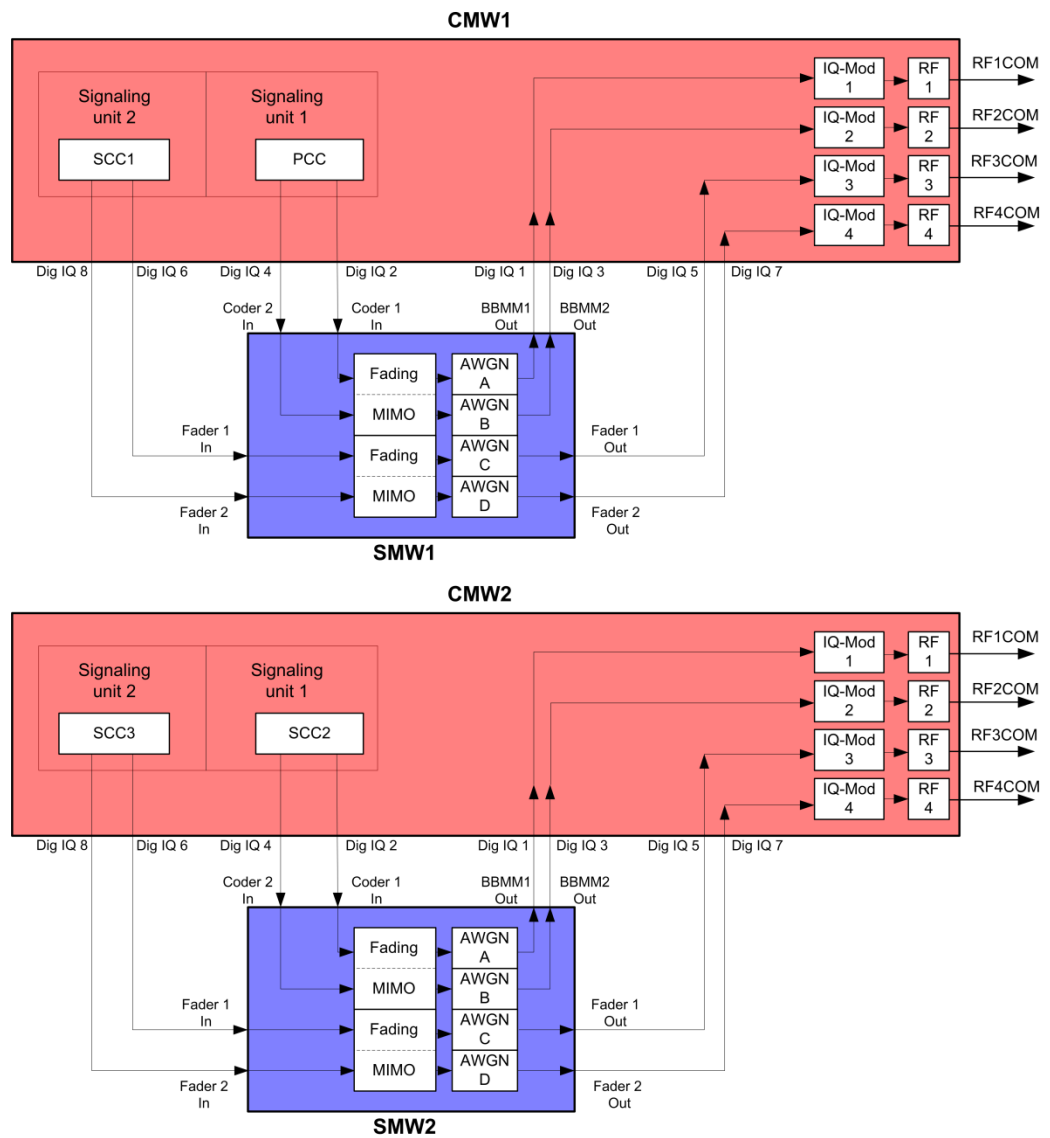 CMW1
Signaling
unit 2
SCC1
Signaling
unit 1
PCC
IQ-Mod
1
RF
1
RF1COM
IQ-Mod
2
RF
2
RF2COM
IQ-Mod
3
RF
3
RF3COM
IQ-Mod
4
RF
4
RF4COM
Dig IQ 8
Dig IQ 6
Dig IQ 4
Dig IQ 2
Dig IQ 1
Dig IQ 3
Dig IQ 5
Dig IQ 7
Coder 2
In
Coder 1
In
BBMM1
Out
BBMM2
Out
Fading
MIMO
Fading
MIMO
AWGN
A
AWGN
B
AWGN
C
AWGN
D
Fader 1
In
Fader 2
In
Fader 1
Out
Fader 2
Out
SMW1
CMW2
Signaling
unit 2
SCC3
Signaling
unit 1
SCC2
IQ-Mod
1
RF
1
RF1COM
IQ-Mod
2
RF
2
RF2COM
IQ-Mod
3
RF
3
RF3COM
IQ-Mod
4
RF
4
RF4COM
Dig IQ 8
Dig IQ 6
Dig IQ 4
Dig IQ 2
Dig IQ 1
Dig IQ 3
Dig IQ 5
Dig IQ 7
Coder 2
In
Coder 1
In
BBMM1
Out
BBMM2
Out
Fading
MIMO
Fading
MIMO
AWGN
A
AWGN
B
AWGN
C
AWGN
D
Fader 1
In
Fader 2
In
Fader 1
Out
Fader 2
Out
SMW2